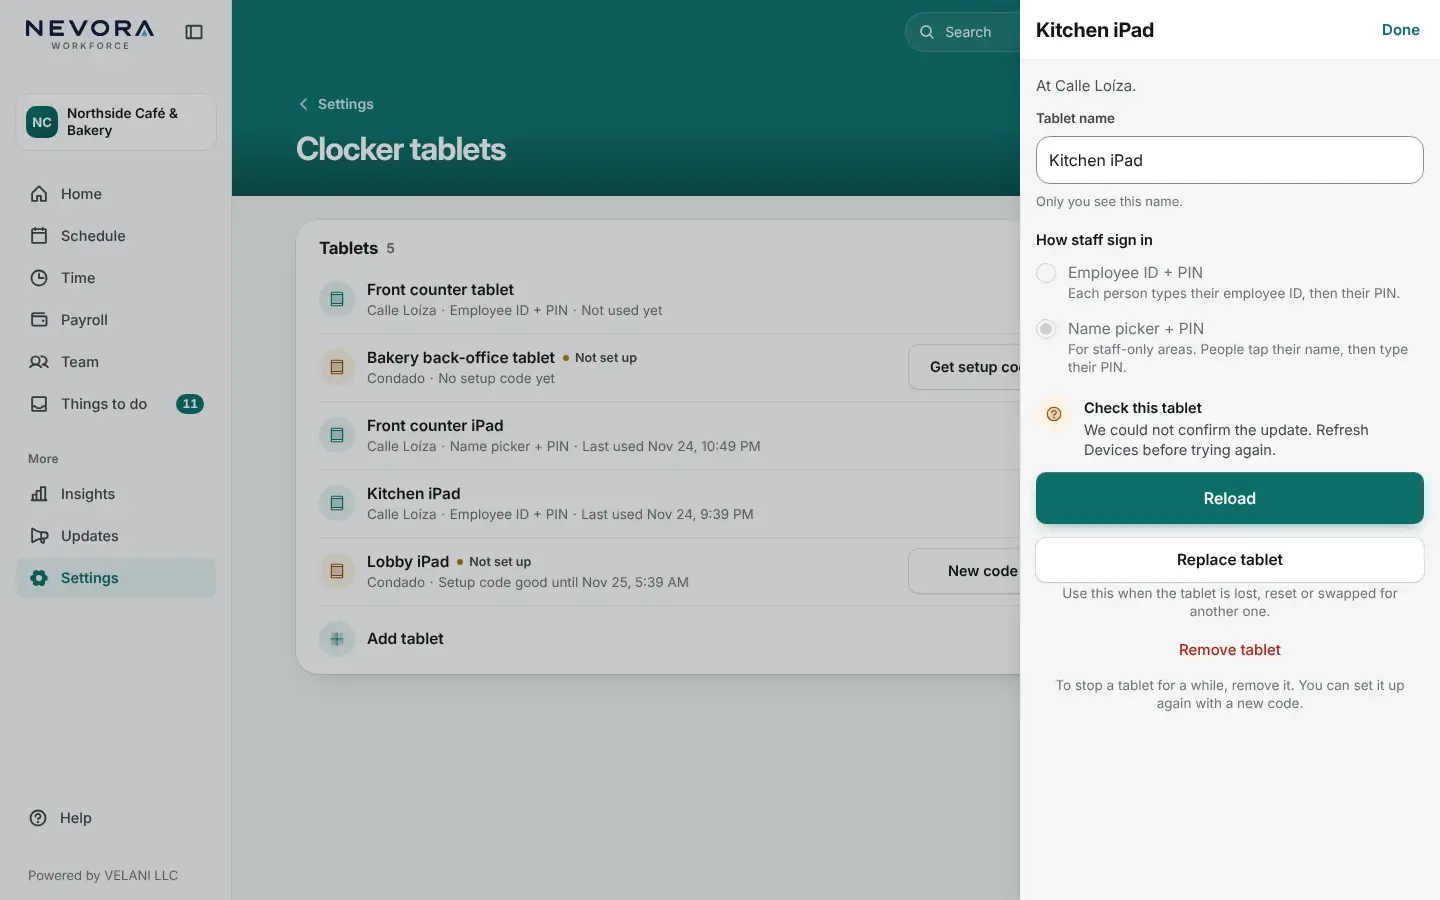 NEVORA
WORKFORCE
NC
Northside Café &
Bakery
Home
Schedule
Time
Payroll
Team
Things to do
11
More
Insights
Updates
Settings
Help
Powered by VELANI LLC
Search
Settings
Clocker tablets
Tablets 5
Front counter tablet
Calle Loíza · Employee ID + PIN · Not used yet
Bakery back-office tablet
Not set up
Condado · No setup code yet
Get setup co
Front counter iPad
Calle Loíza · Name picker + PIN · Last used Nov 24, 10:49 PM
Kitchen iPad
Calle Loíza · Employee ID + PIN · Last used Nov 24, 9:39 PM
Lobby iPad
Not set up
Condado · Setup code good until Nov 25, 5:39 AM
New code
Add tablet
Kitchen iPad
Done
At Calle Loíza.
Tablet name
Kitchen iPad
Only you see this name.
How staff sign in
Employee ID + PIN
Each person types their employee ID, then their PIN.
Name picker + PIN
For staff-only areas. People tap their name, then type
their PIN.
Check this tablet
We could not confirm the update. Refresh
Devices before trying again.
Reload
Replace tablet
Use this when the tablet is lost, reset or swapped for
another one.
Remove tablet
To stop a tablet for a while, remove it. You can set it up
again with a new code.